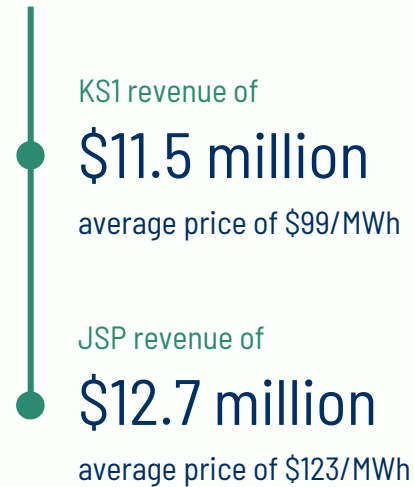 KS1 revenue of
$11.5 million
average price of $99/MWh
JSP revenue of
$12.7 million
average price of $123/MWh